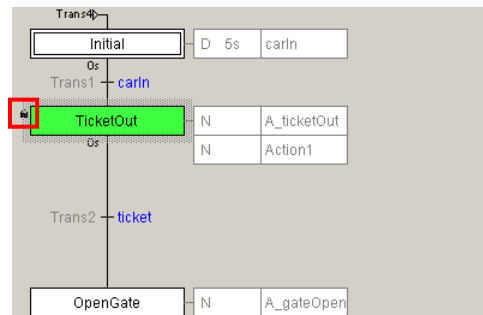 Trans4
Initial D 5s carIn
0s
Trans1 carIn
TicketOut N A_ticketOut
0s N Action1
Trans2 ticket
OpenGate N A_gateOpen